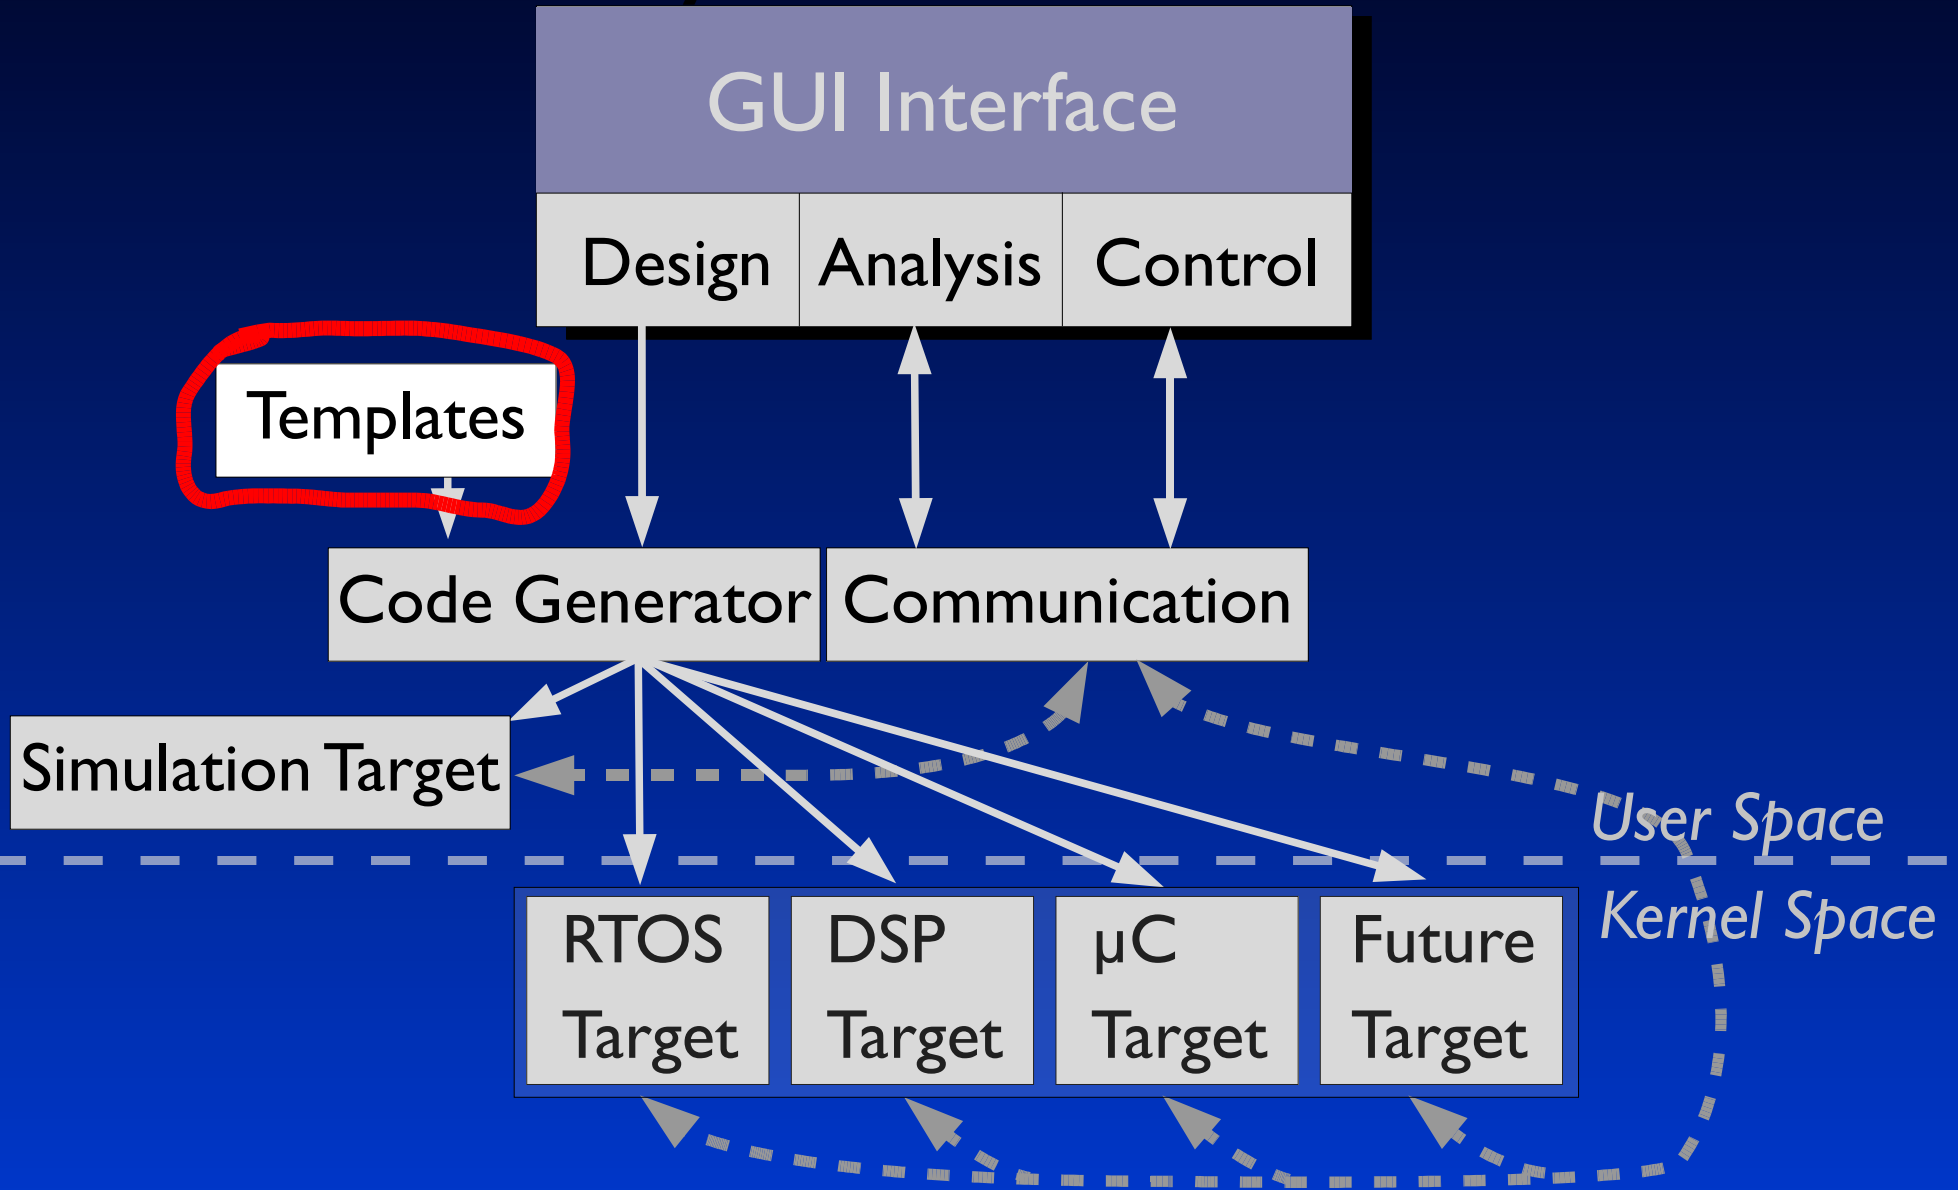 GUI Interface
Design
Analysis
Control
Templates
Code Generator
Communication
Simulation Target
User Space
Kernel Space
RTOS
Target
DSP
Target
µC
Target
Future
Target